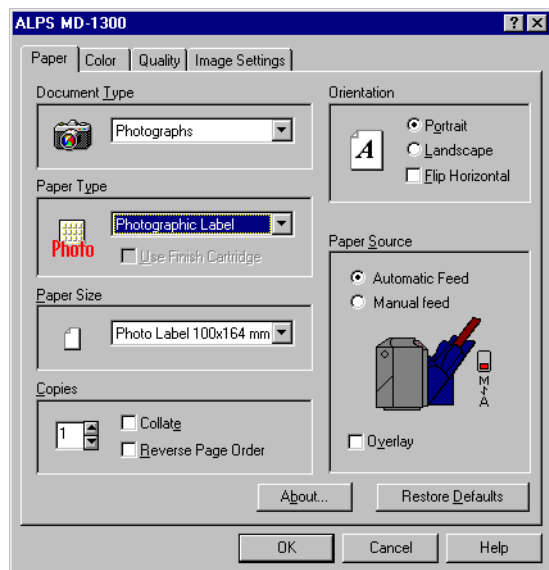 ALPS MD-1300
Paper Color Quality Image Settings
Document Type
Photographs
Paper Type
Photo
Photographic Label
Use Finish Cartridge
Paper Size
Photo Label 100x164 mm
Copies
1
Collate
Reverse Page Order
Orientation
A
Portrait
Landscape
Flip Horizontal
Paper Source
Automatic Feed
Manual feed
M
A
Overlay
About... Restore Defaults
OK Cancel Help